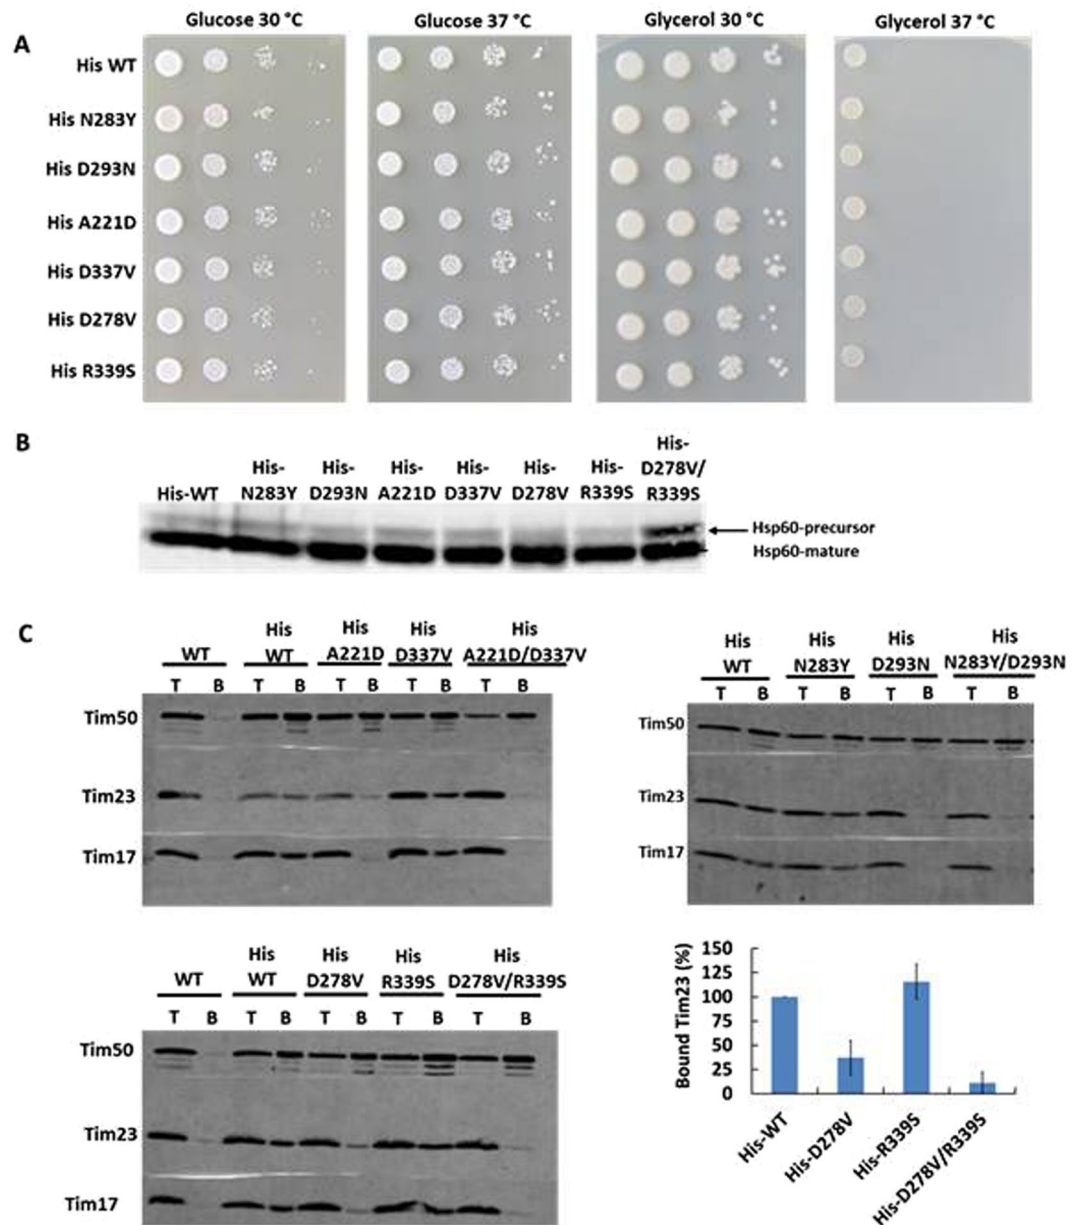 Glucose 30 °C Glucose 37 °C Glycerol 30 °C Glycerol 37 °C
A
His WT
His N283Y
His D293N
His A221D
His D337V
His D278V
His R339S
B
His-WT
His-
N283Y
His-
D293N
His-
A221D
His-
D337V
His-
D278V
His-
R339S
His-
D278V/
R339S
Hsp60-precursor
Hsp60-mature
C
WT
His
WT
His
A221D
His
D337V
His
A221D/D337V
T B T B T B T B T B
Tim50
Tim23
Tim17
His
WT
His
N283Y
His
D293N
His
N283Y/D293N
T B T B T B T B
Tim50
Tim23
Tim17
WT
His
WT
His
D278V
His
R339S
His
D278V/R339S
T B T B T B T B T B
Tim50
Tim23
Tim17
Bound Tim23 (%)
150
125
100
75
50
25
0
His-WT
His-D278V
His-R339S
His-D278V/R339S